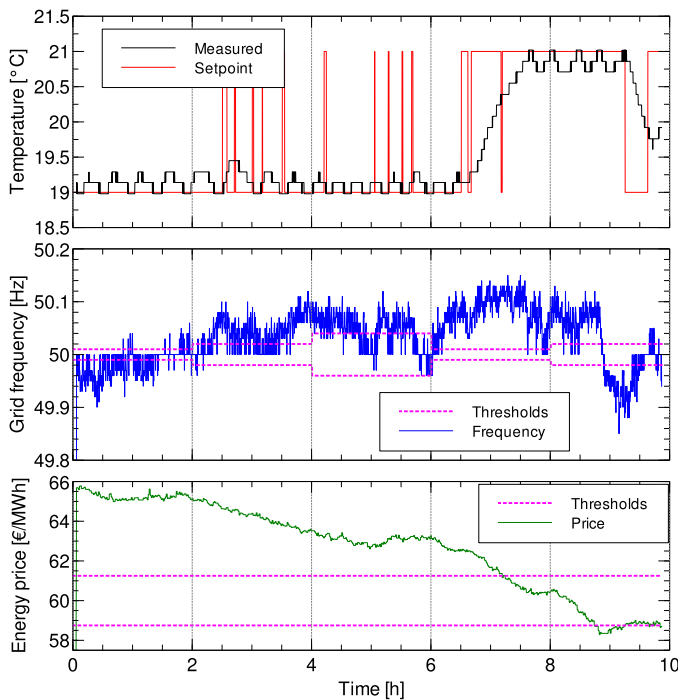 21.5
21
20.5
20
19.5
19
18.5
Temperature [° C]
Measured
Setpoint
50.2
50.1
50
49.9
49.8
Grid frequency [Hz]
Thresholds
Frequency
66
64
62
60
58
Energy price [€/MWh]
Thresholds
Price
0 2 4 6 8 10
Time [h]